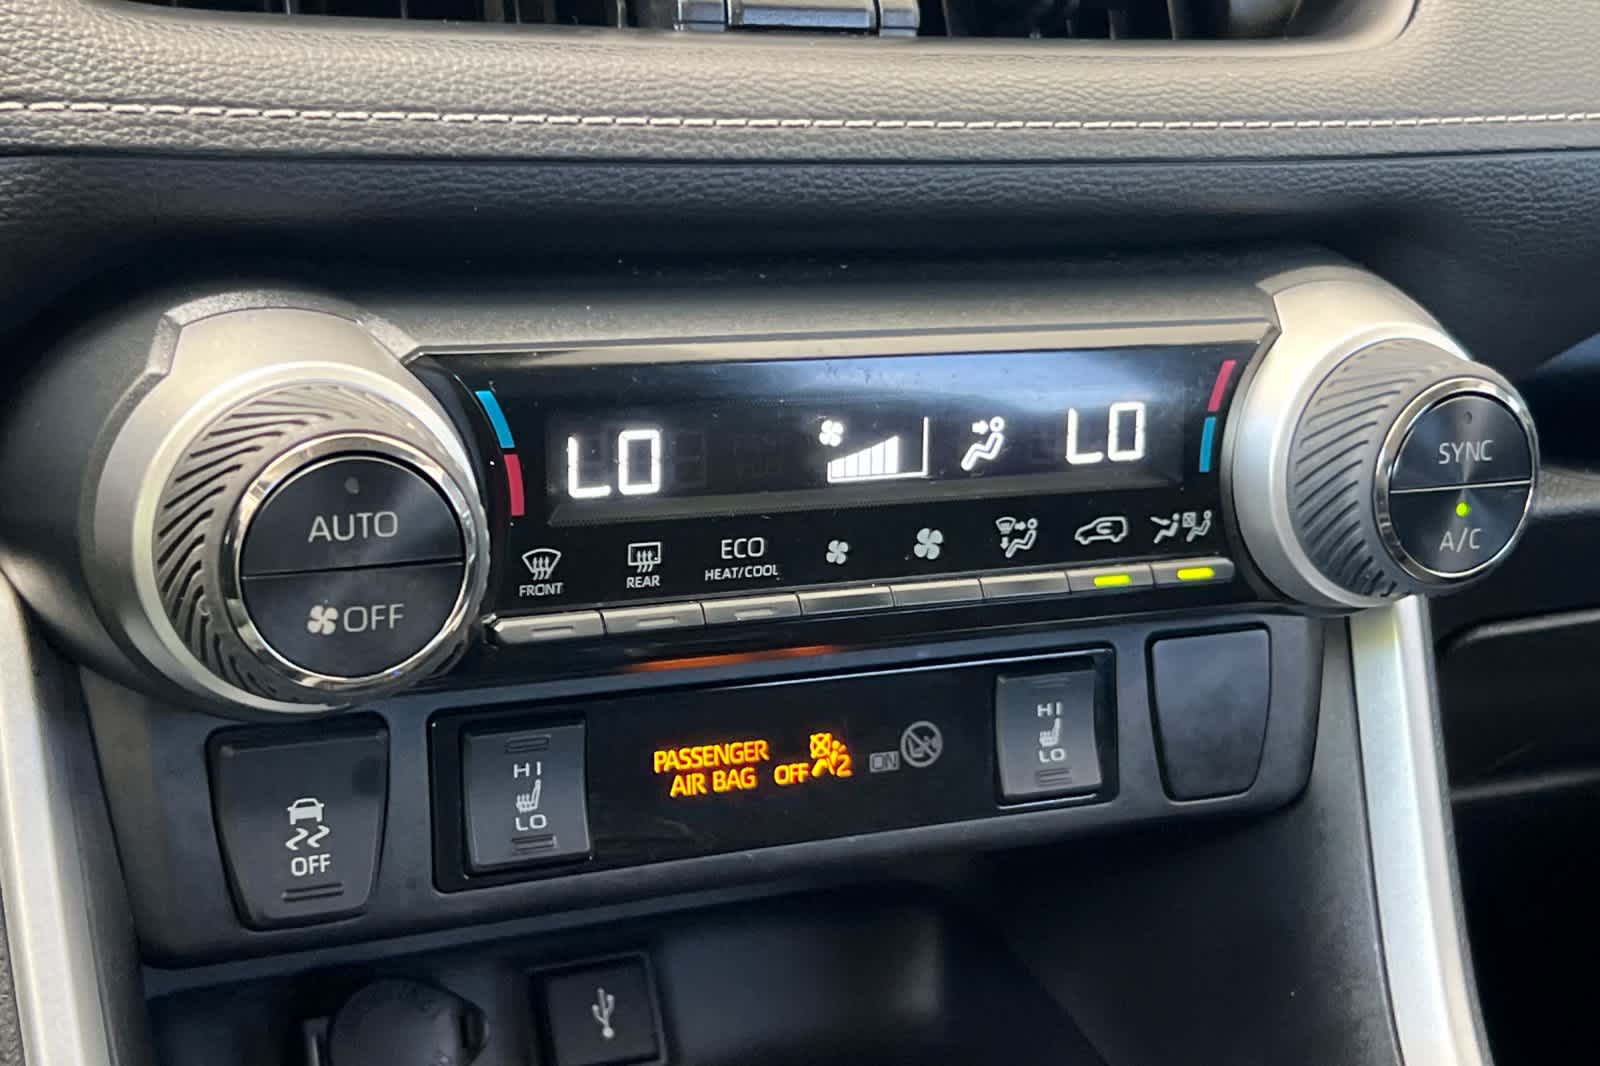 LO
LO
AUTO
OFF
FRONT
REAR
ECO
HEAT/COOL
SYNC
A/C
PASSENGER
AIR BAG OFF 2 ON
HI
LO
HI
LO
OFF